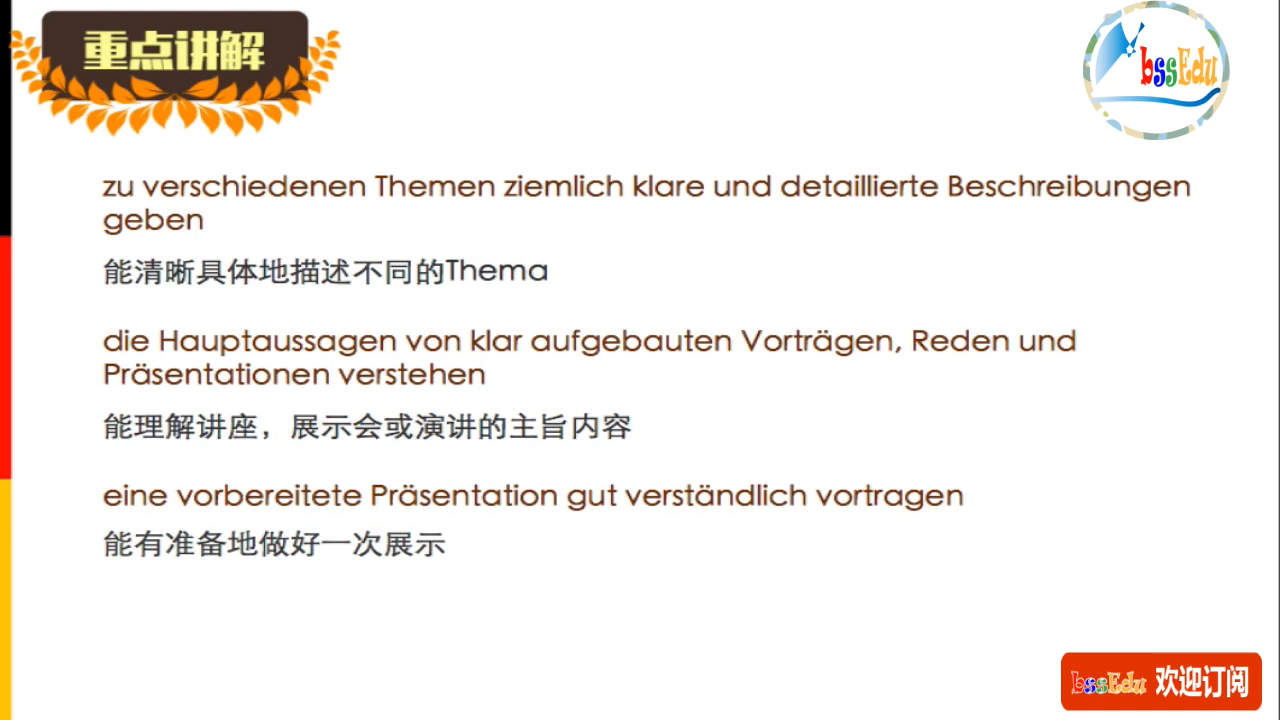 重点讲解
bssEdu
zu verschiedenen Themen ziemlich klare und detaillierte Beschreibungen
geben
能清晰具体地描述不同的Thema
die Hauptaussagen von klar aufgebauten Vorträgen, Reden und
Präsentationen verstehen
能理解讲座，展示会或演讲的主旨内容
eine vorbereitete Präsentation gut verständlich vortragen
能有准备地做好一次展示
bssEdu 欢迎订阅